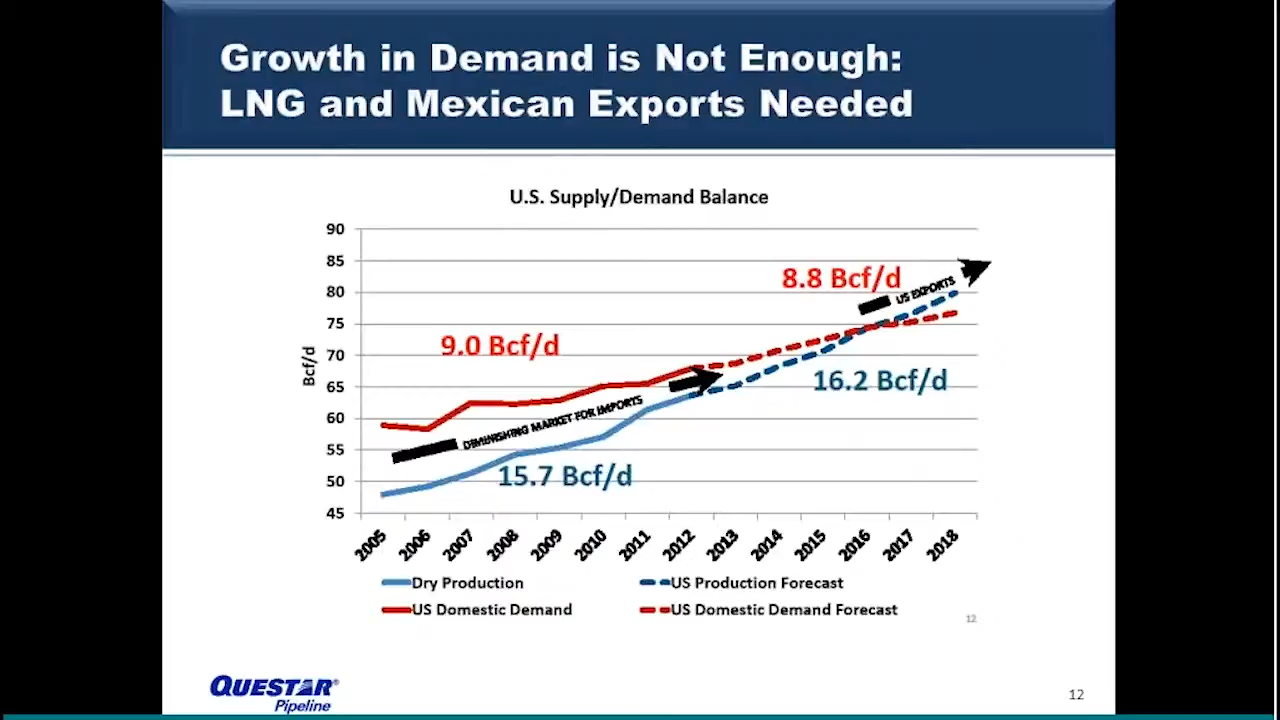 Growth in Demand is Not Enough:
LNG and Mexican Exports Needed
U.S. Supply/Demand Balance
90
85
80
75
70
65
60
55
50
45
Bcf/d
9.0 Bcf/d
8.8 Bcf/d
US EXPORTS
16.2 Bcf/d
DIMINISHING MARKET FOR IMPORTS
15.7 Bcf/d
2005
2006
2007
2008
2009
2010
2011
2012
2013
2014
2015
2016
2017
2018
Dry Production
US Production Forecast
US Domestic Demand
US Domestic Demand Forecast
12
QUESTAR®
Pipeline
12